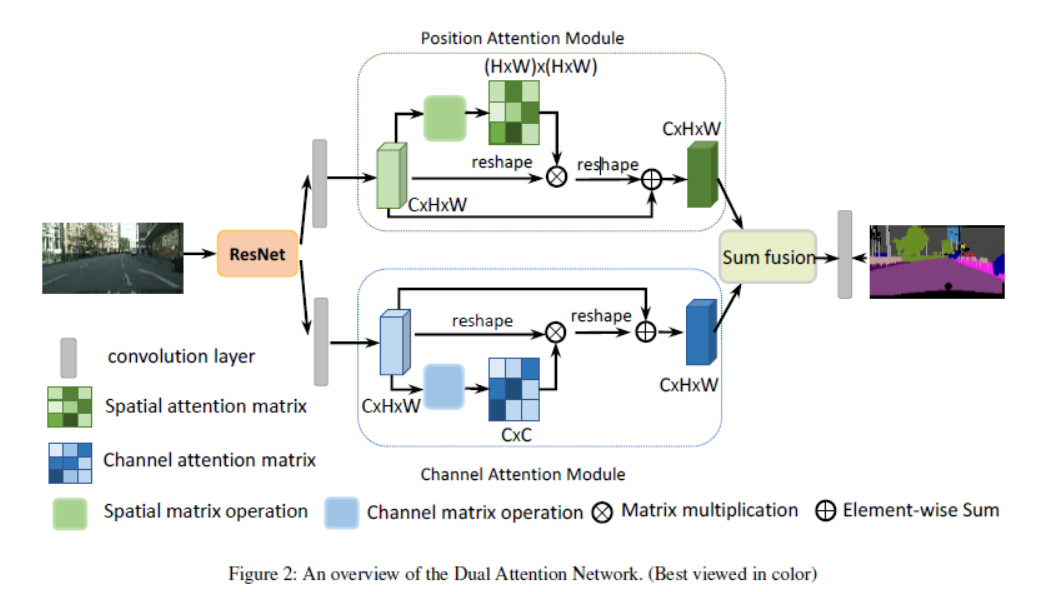 Position Attention Module
(HxW)x(HxW)
CxHxW
reshape
reshape
CxHxW
ResNet
Sum fusion
reshape
reshape
CxHxW
CxHxW
CxC
Channel Attention Module
convolution layer
Spatial attention matrix
Channel attention matrix
Spatial matrix operation
Channel matrix operation
Matrix multiplication
Element-wise Sum
Figure 2: An overview of the Dual Attention Network. (Best viewed in color)